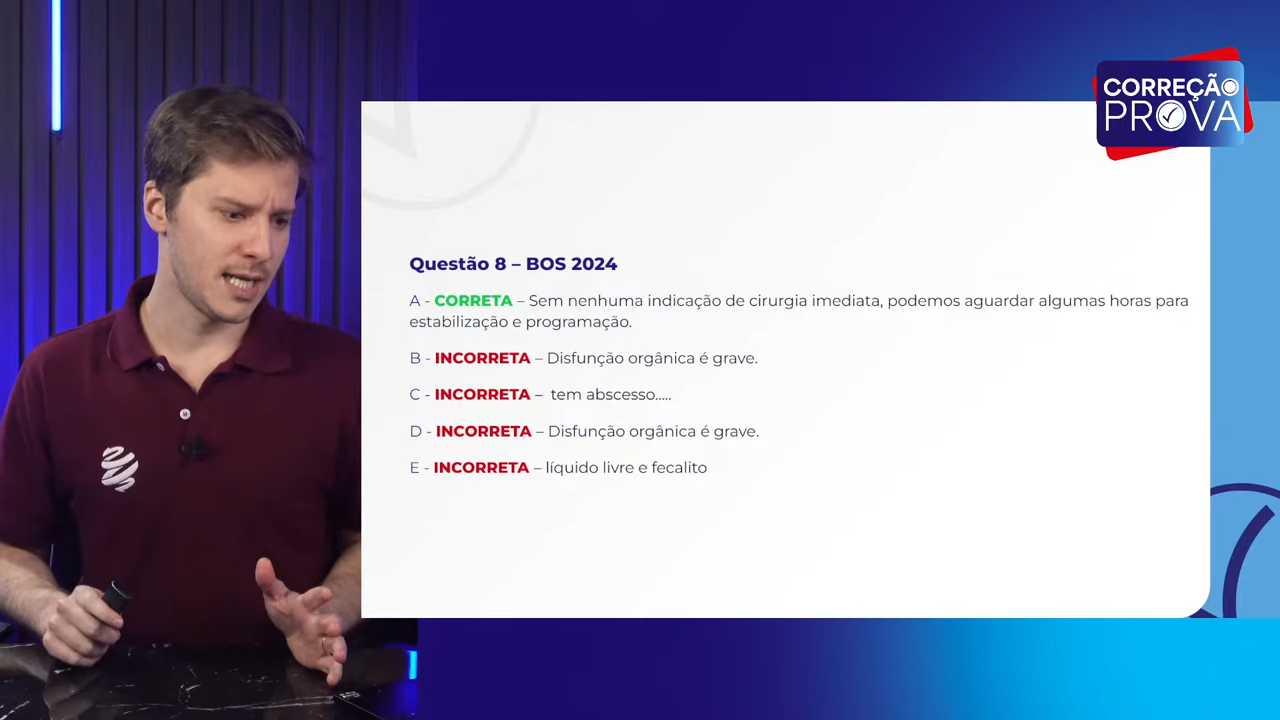 CORREÇÃO
PROVA
Questão 8 – BOS 2024
A - CORRETA – Sem nenhuma indicação de cirurgia imediata, podemos aguardar algumas horas para
estabilização e programação.
B - INCORRETA – Disfunção orgânica é grave.
C - INCORRETA – tem abscesso.....
D - INCORRETA – Disfunção orgânica é grave.
E - INCORRETA – líquido livre e fecalito